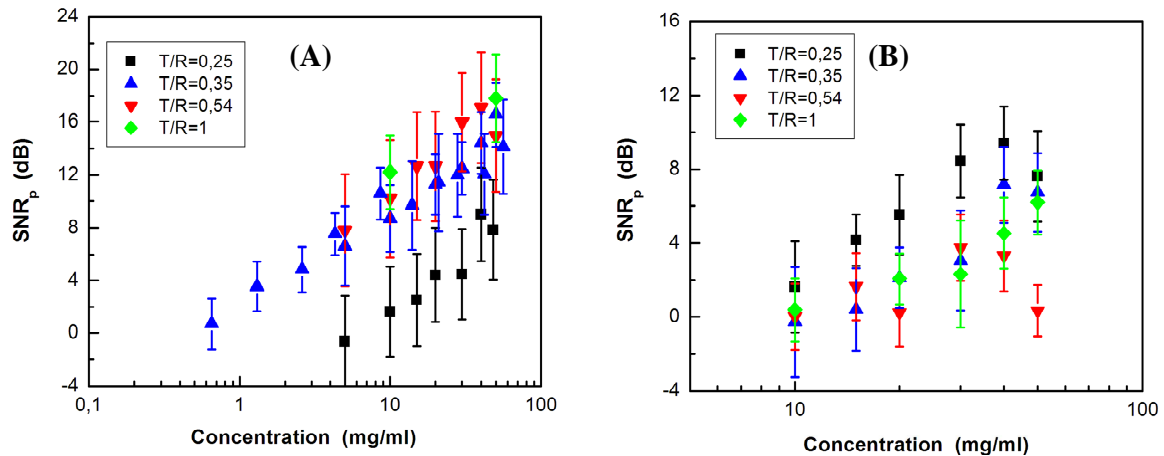 (A)
24
20
16
12
8
4
0
-4
SNRp (dB)
T/R=0,25
T/R=0,35
T/R=0,54
T/R=1
0,1
1
10
100
Concentration (mg/ml)
(B)
16
12
8
4
0
-4
SNRp (dB)
T/R=0,25
T/R=0,35
T/R=0,54
T/R=1
10
100
Concentration (mg/ml)